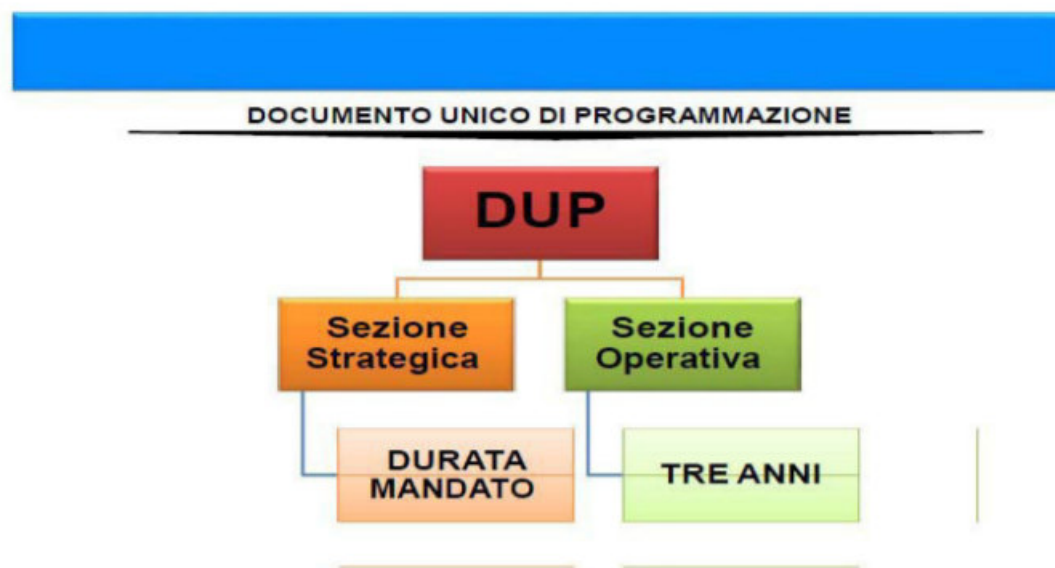 DOCUMENTO UNICO DI PROGRAMMAZIONE
DUP
Sezione
Strategica
Sezione
Operativa
DURATA
MANDATO
TRE ANNI